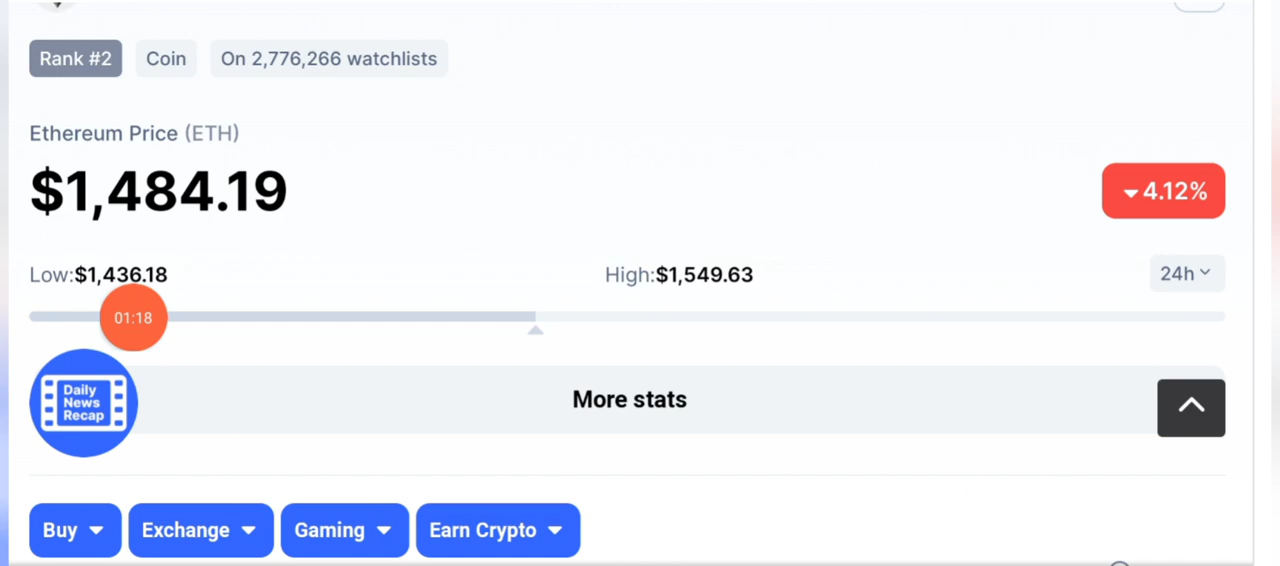 Rank #2 Coin On 2,776,266 watchlists
Ethereum Price (ETH)
$1,484.19 4.12%
Low:$1,436.18 High:$1,549.63 24h
01:18
Daily
News
Recap
More stats
Buy Exchange Gaming Earn Crypto